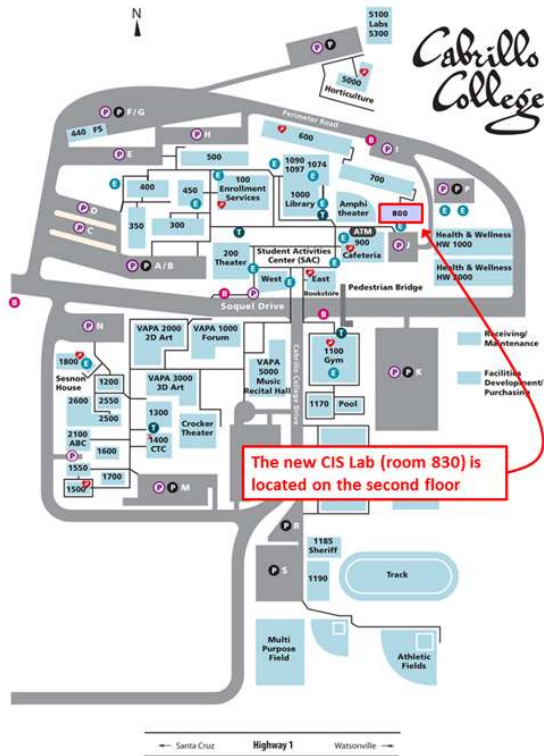 N
5100
Labs
5300
Cabrillo
College
5000
Horticulture
P
P P F/G
440 FS
P H
P E
Perimeter Road
600
B
P I
500
1090
1097
1074
700
P P
E
400
450
100
Enrollment
Services
1000
Library
Amphi
theater
800
P D
P C
350
300
ATM
900
Cafeteria
P J
Health & Wellness
HW 1000
Health & Wellness
HW 2000
P P A/B
T
200
Theater
Student Activities
Center (SAC)
West
East
Bookstore
Pedestrian Bridge
B
Soquel Drive
P N
VAPA 2000
2D Art
VAPA 1000
Forum
1100
Gym
P P K
Receiving/
Maintenance
Facilities
Development/
Purchasing
1800
Sesnon
House
VAPA 3000
3D Art
VAPA
5000
Music
Recital Hall
Cabrillo College Drive
1200
2600
2550
2500
1300
1400
CTC
Crocker
Theater
1170
Pool
2100
ABC
1600
1550
1700
1500
P P M
The new CIS Lab (room 830) is
located on the second floor
P R
1185
Sheriff
1190
P S
Track
Multi
Purpose
Field
Athletic
Fields
← Santa Cruz Highway 1 Watsonville →